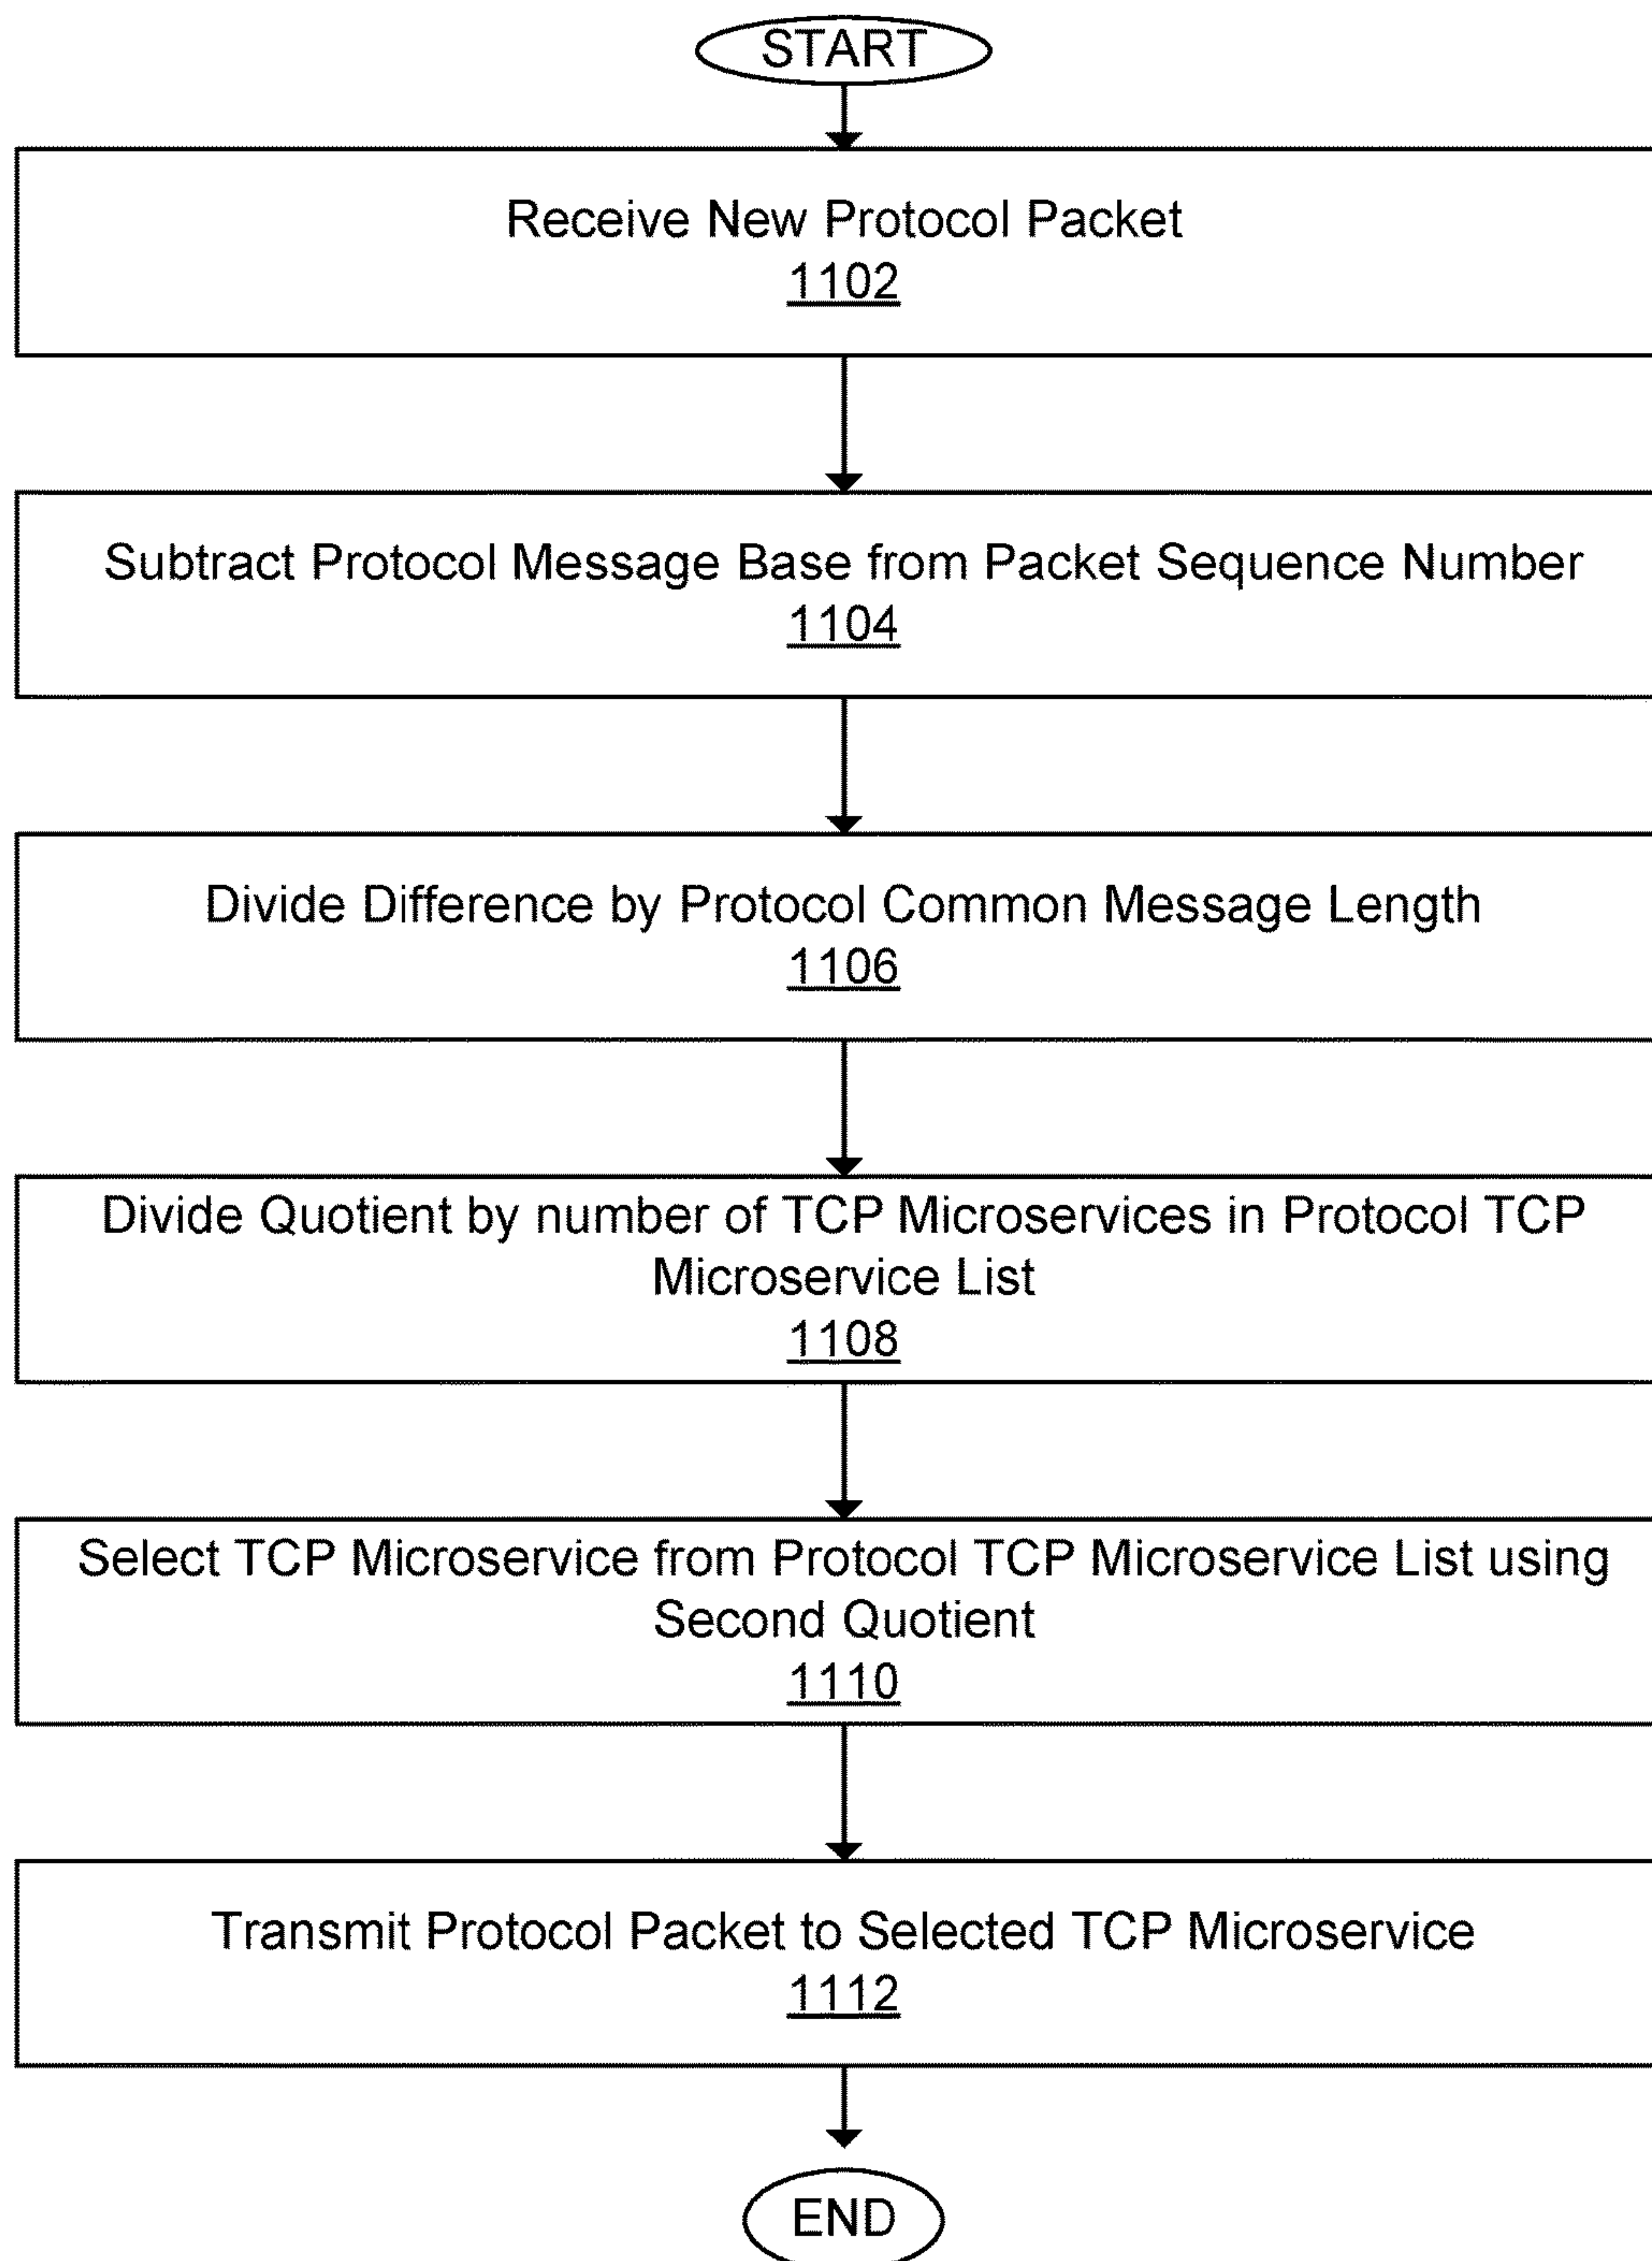 START
Receive New Protocol Packet
1102
Subtract Protocol Message Base from Packet Sequence Number
1104
Divide Difference by Protocol Common Message Length
1106
Divide Quotient by number of TCP Microservices in Protocol TCP
Microservice List
1108
Select TCP Microservice from Protocol TCP Microservice List using
Second Quotient
1110
Transmit Protocol Packet to Selected TCP Microservice
1112
END